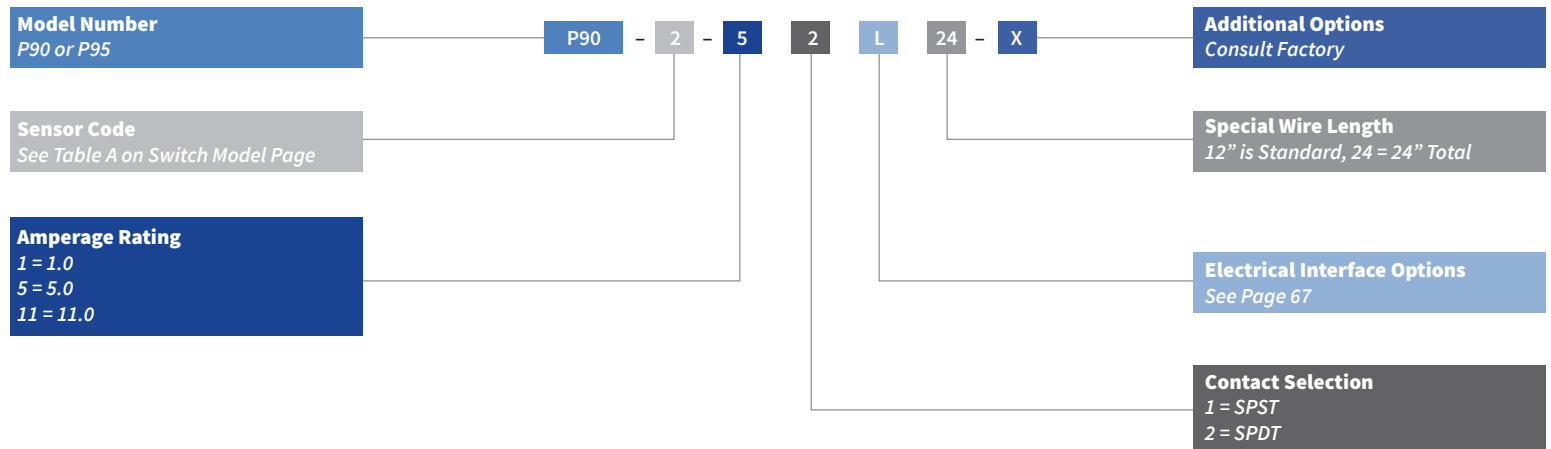 Model Number
P90 or P95
P90 – 2 – 5 2 L 24 – X
Additional Options
Consult Factory
Sensor Code
See Table A on Switch Model Page
Special Wire Length
12” is Standard, 24 = 24” Total
Amperage Rating
1 = 1.0
5 = 5.0
11 = 11.0
Electrical Interface Options
See Page 67
Contact Selection
1 = SPST
2 = SPDT